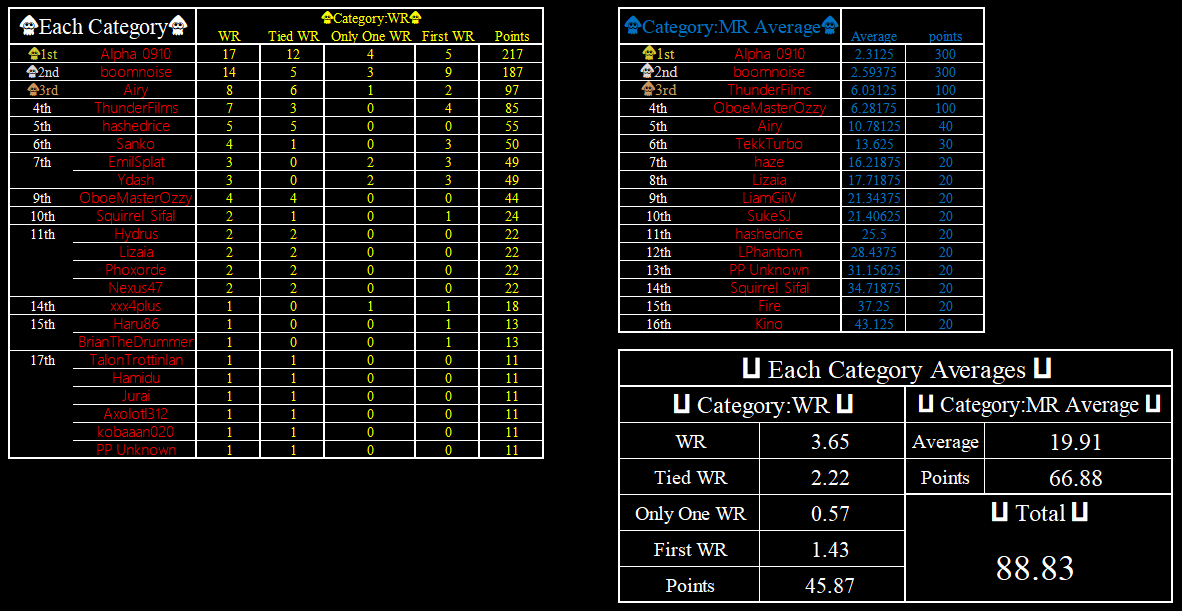 Each Category
Category:WR
WR Tied WR Only One WR First WR Points
1st Alpha 0910 17 12 4 5 217
2nd boomnoise 14 5 3 9 187
3rd Airy 8 6 1 2 97
4th ThunderFilms 7 3 0 4 85
5th hashedrice 5 5 0 0 55
6th Sanko 4 1 0 3 50
7th EmilSplat 3 0 2 3 49
Ydash 3 0 2 3 49
9th OboeMasterOzzy 4 4 0 0 44
10th Squirrel Sifal 2 1 0 1 24
11th Hydrus 2 2 0 0 22
Lizaia 2 2 0 0 22
Phoxorde 2 2 0 0 22
Nexus47 2 2 0 0 22
14th xxx4plus 1 0 1 1 18
15th Haru86 1 0 0 1 13
BrianTheDrummer 1 0 0 1 13
17th TalonTrottinlan 1 1 0 0 11
Hamidu 1 1 0 0 11
Jurai 1 1 0 0 11
Axolotl312 1 1 0 0 11
kobaaan020 1 1 0 0 11
PP Unknown 1 1 0 0 11
Category:MR Average
Average points
1st Alpha 0910 2.3125 300
2nd boomnoise 2.59375 300
3rd ThunderFilms 6.03125 100
4th OboeMasterOzzy 6.28175 100
5th Airy 10.78125 40
6th TekkTurbo 13.625 30
7th haze 16.21875 20
8th Lizaia 17.71875 20
9th LiamGiiV 21.34375 20
10th SukeSJ 21.40625 20
11th hashedrice 25.5 20
12th LPhantom 28.4375 20
13th PP Unknown 31.15625 20
14th Squirrel Sifal 34.71875 20
15th Fire 37.25 20
16th Kino 43.125 20
Each Category Averages
Category:WR
WR 3.65
Tied WR 2.22
Only One WR 0.57
First WR 1.43
Points 45.87
Category:MR Average
Average 19.91
Points 66.88
Total
88.83